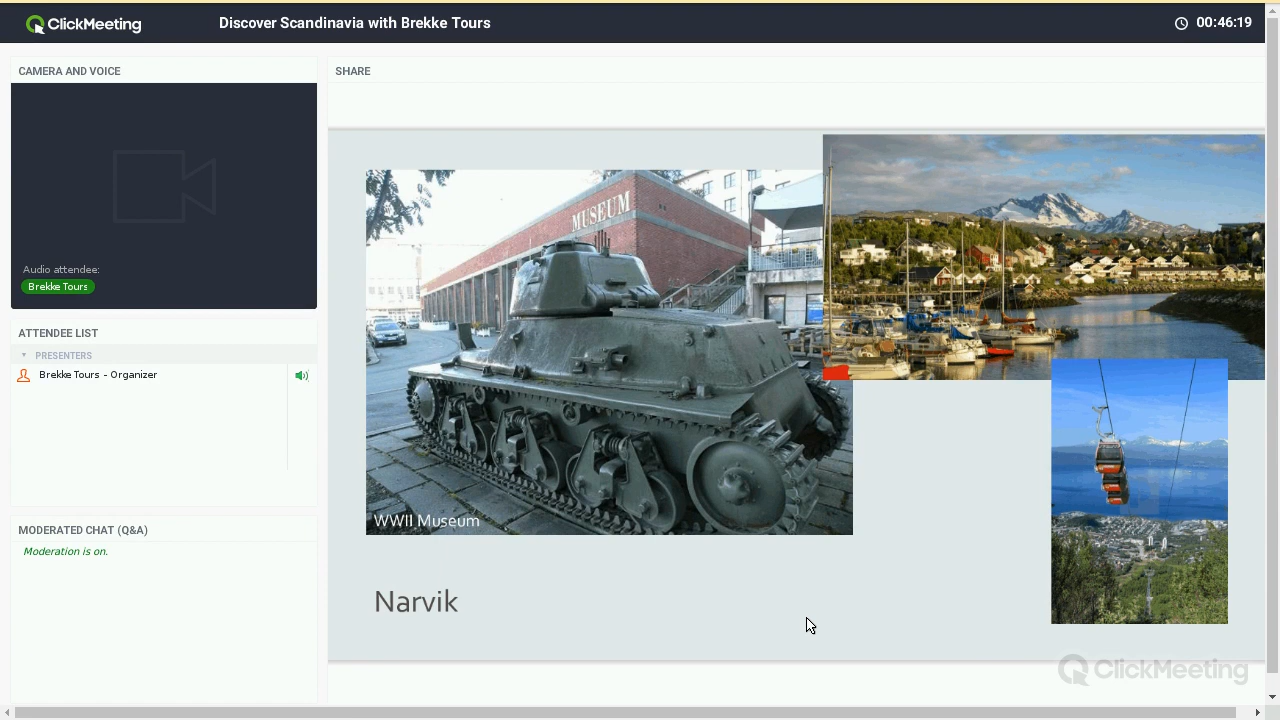 ClickMeeting
Discover Scandinavia with Brekke Tours
00:46:19
CAMERA AND VOICE
Audio attendee:
Brekke Tours
ATTENDEE LIST
PRESENTERS
Brekke Tours - Organizer
MODERATED CHAT (Q&A)
Moderation is on.
SHARE
MUSEUM
WWII Museum
Narvik
ClickMeeting